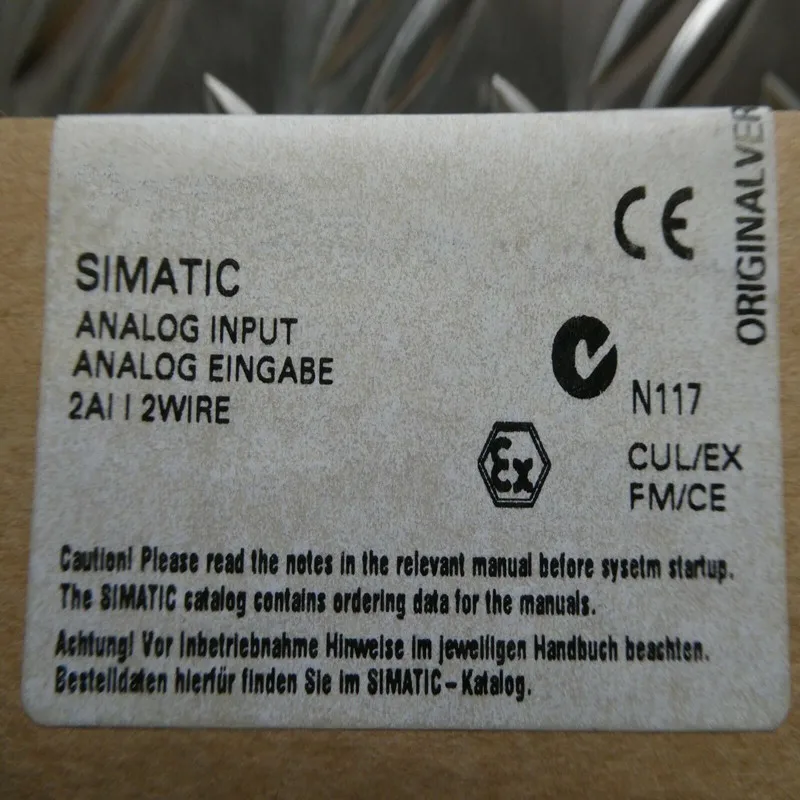 ORIGINALVER
CE
SIMATIC
ANALOG INPUT
ANALOG EINGABE
2AI I 2WIRE
N117
Ex
CUL/EX
FM/CE
Caution! Please read the notes in the relevant manual before sysetm startup.
The SIMATIC catalog contains ordering data for the manuals.
Achtung! Vor Inbetriebnahme Hinweise im jeweiligen Handbuch beachten.
Bestelldaten hierfür finden Sie im SIMATIC-Katalog.